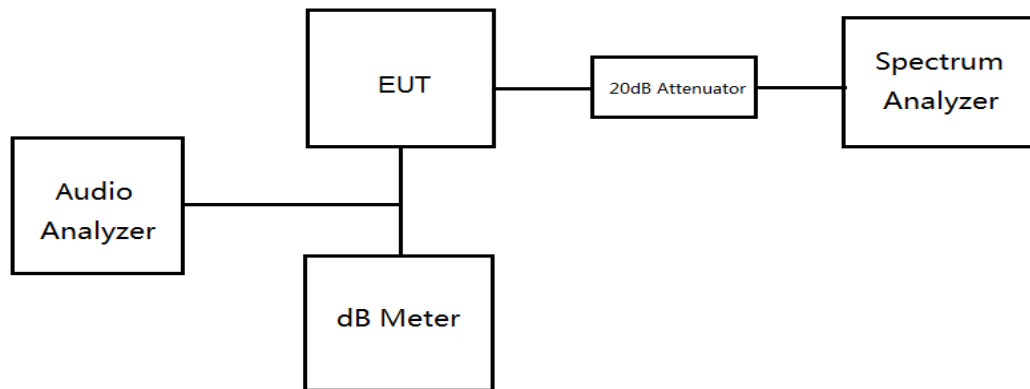 EUT
20dB Attenuator
Spectrum
Analyzer
Audio
Analyzer
dB Meter